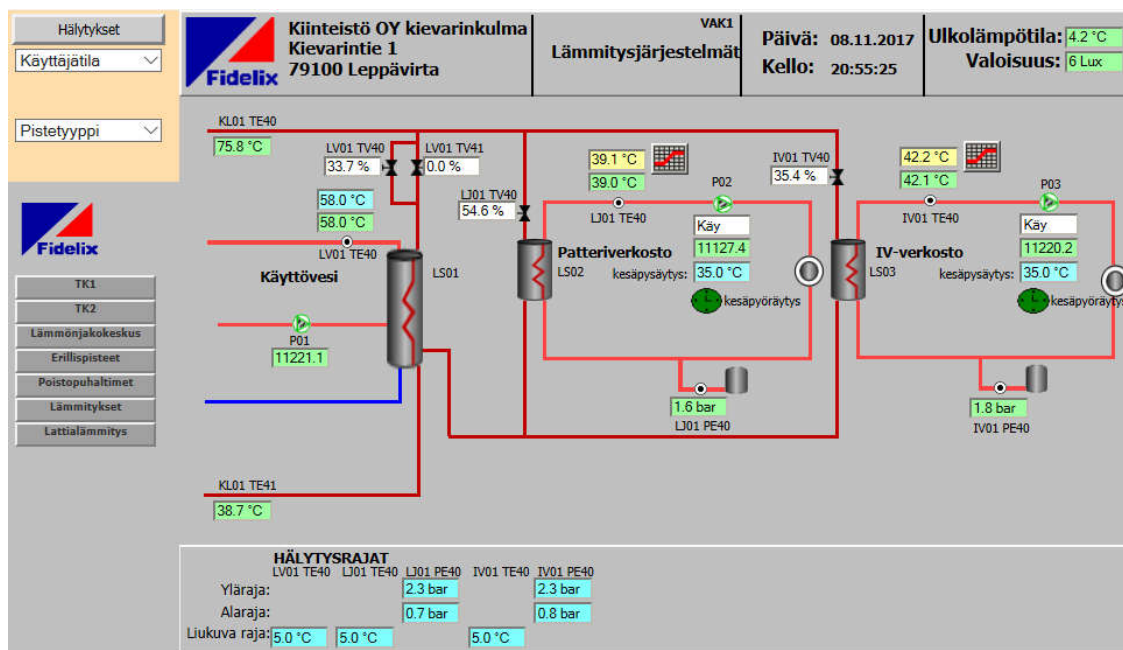 Hälytykset
Käyttäjätila
Pistetyyppi
Fidelix
TK1
TK2
Lämmönjakokeskus
Erillispisteet
Poistopuhaltimet
Lämmitykset
Lattialämmitys
Fidelix
Kiinteistö OY kievarinkulma
Kievarintie 1
79100 Leppävirta
VAK1
Lämmitysjärjestelmät
Päivä: 08.11.2017
Kello: 20:55:25
Ulkolämpötila: 4.2 °C
Valoisuus: 6 Lux
KL01 TE40
75.8 °C
LV01 TV40
33.7 %
LV01 TV41
0.0 %
58.0 °C
58.0 °C
LV01 TE40
Käyttövesi
LS01
P01
11221.1
LJ01 TV40
54.6 %
39.1 °C
39.0 °C
LJ01 TE40
P02
Käy
11127.4
Patteriverkosto
LS02
kesäpysäytys: 35.0 °C
kesäpyöräytys
1.6 bar
LJ01 PE40
IV01 TV40
35.4 %
42.2 °C
42.1 °C
IV01 TE40
P03
Käy
11220.2
IV-verkosto
LS03
kesäpysäytys: 35.0 °C
kesäpyöräytys
1.8 bar
IV01 PE40
KL01 TE41
38.7 °C
HÄLYTYSRAJAT
LV01 TE40 LJ01 TE40 LJ01 PE40 IV01 TE40 IV01 PE40
Yläraja: 2.3 bar 2.3 bar
Alaraja: 0.7 bar 0.8 bar
Liukuva raja: 5.0 °C 5.0 °C 5.0 °C